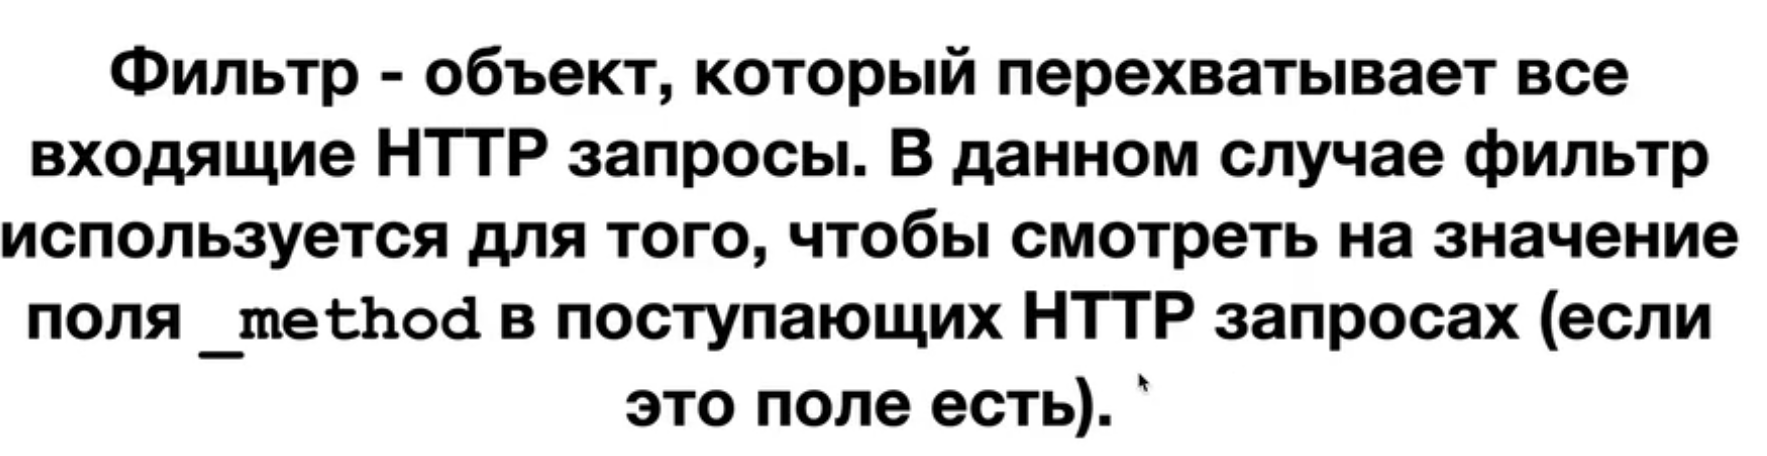 Фильтр - объект, который перехватывает все
входящие HTTP запросы. В данном случае фильтр
используется для того, чтобы смотреть на значение
поля _method в поступающих HTTP запросах (если
это поле есть).